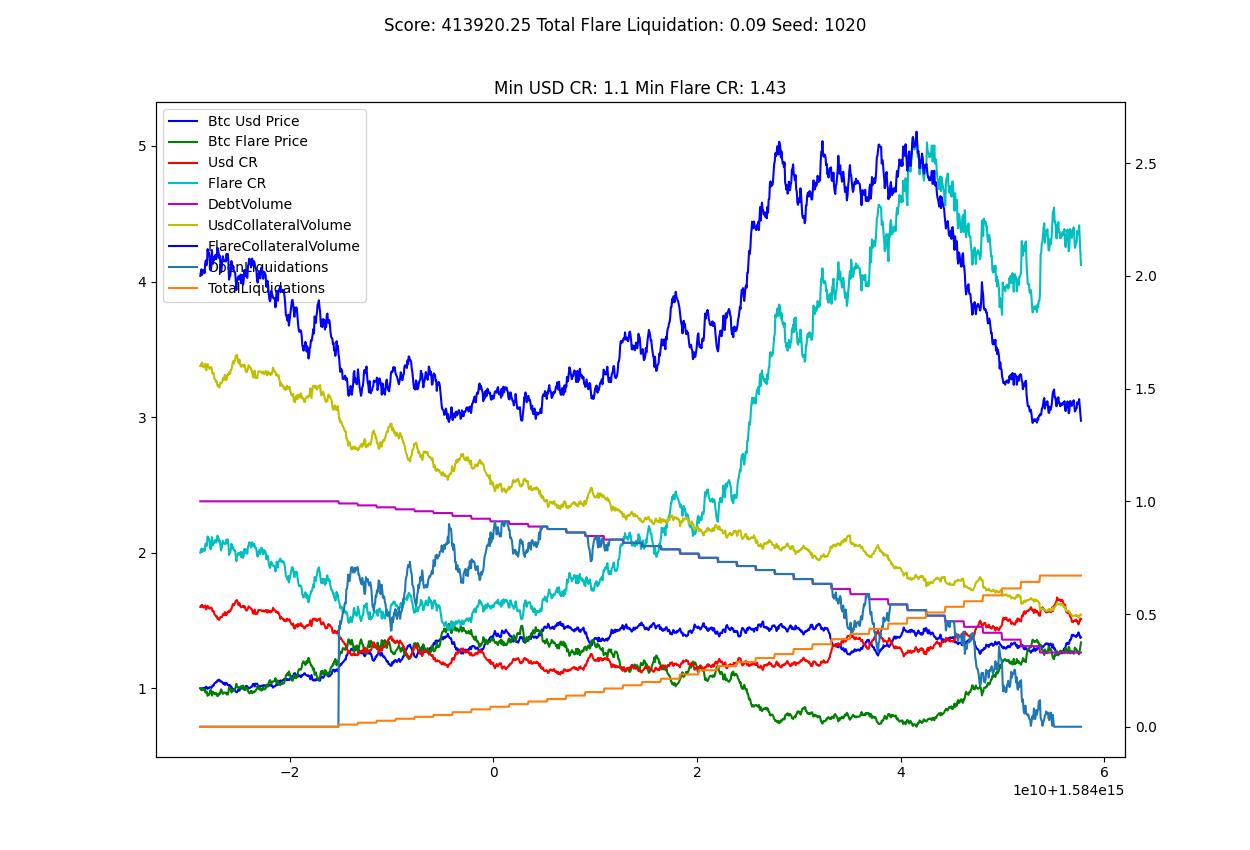 Score: 413920.25 Total Flare Liquidation: 0.09 Seed: 1020
Min USD CR: 1.1 Min Flare CR: 1.43
Btc Usd Price
Btc Flare Price
Usd CR
Flare CR
DebtVolume
UsdCollateralVolume
FlareCollateralVolume
OpenLiquidations
TotalLiquidations
5
4
3
2
1
2.5
2.0
1.5
1.0
0.5
0.0
−2 0 2 4 6
1e10+1.584e15